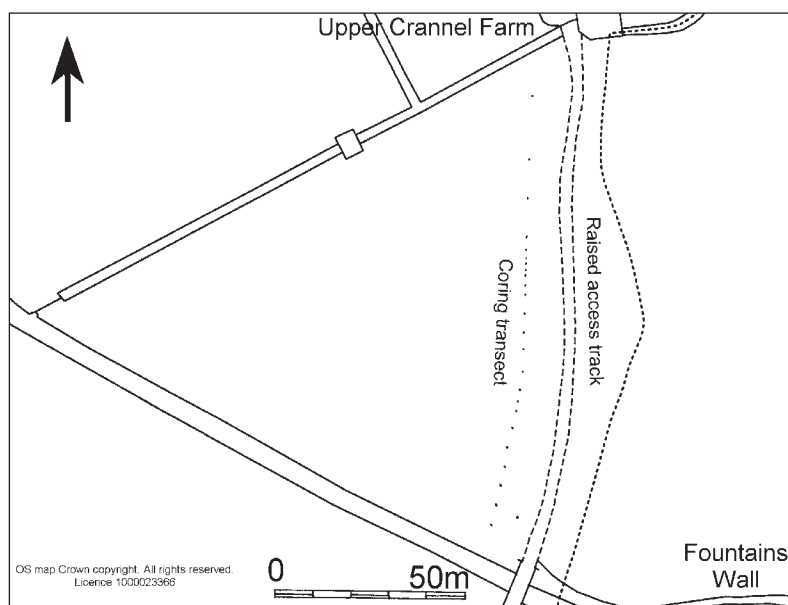 Upper Crannel Farm
Raised access track
Coring transect
OS map Crown copyright. All rights reserved.
Licence 1000023366
0 50m
Fountains
Wall